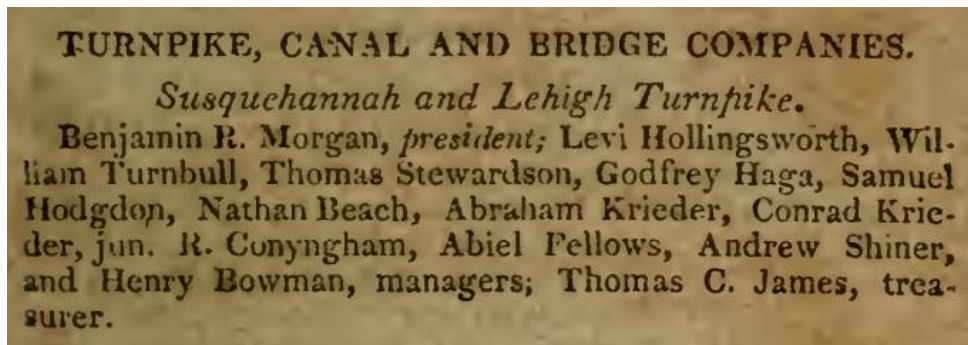 TURNPIKE, CANAL AND BRIDGE COMPANIES.
Susquehannah and Lehigh Turnpike.
Benjamin R. Morgan, president; Levi Hollingsworth, Wil-
liam Turnbull, Thomas Stewardson, Godfrey Haga, Samuel
Hodgdon, Nathan Beach, Abraham Krieder, Conrad Krie-
der, jun. R. Conyngham, Abiel Fellows, Andrew Shiner,
and Henry Bowman, managers; Thomas C. James, trea-
surer.